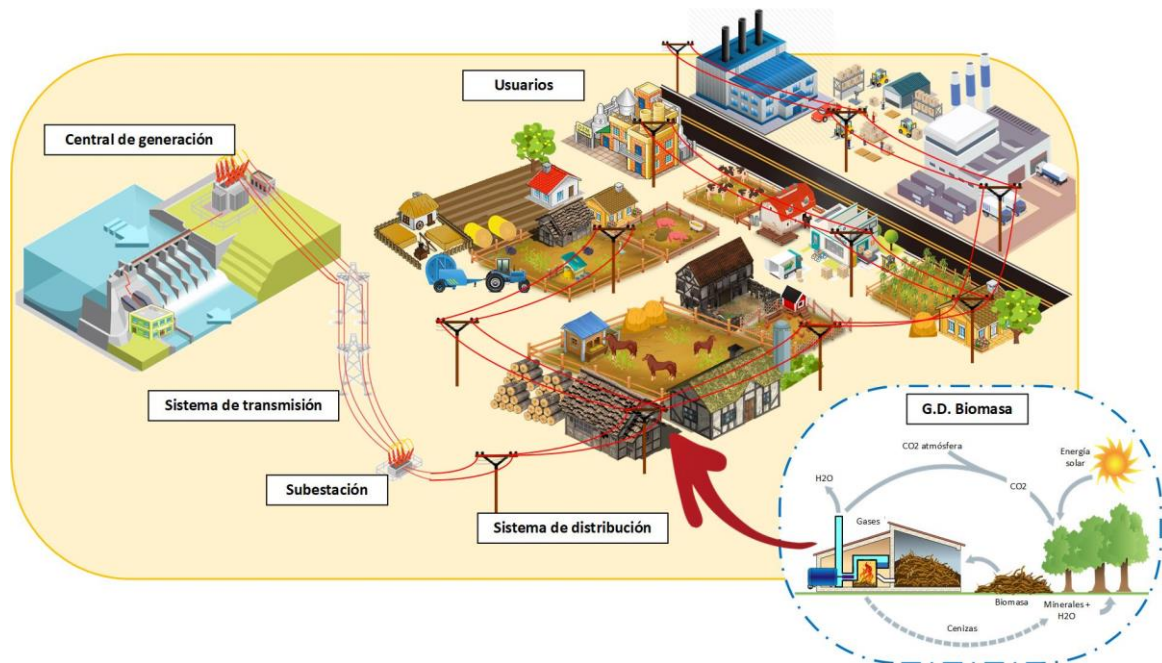 Usuarios
Central de generación
Sistema de transmisión
Subestación
Sistema de distribución
G.D. Biomasa
CO2 atmósfera
Energía
solar
H2O
CO2
Gases
Biomasa
Minerales +
H2O
Cenizas